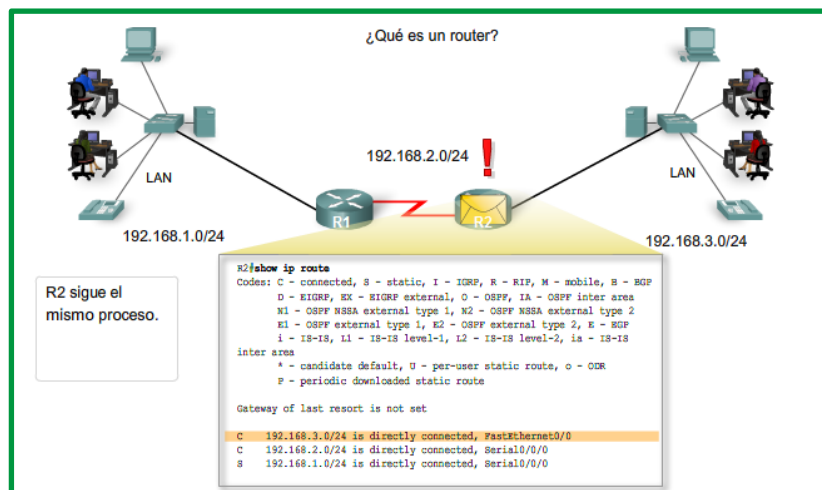 ¿Qué es un router?
192.168.2.0/24
LAN
LAN
R1
R2
192.168.1.0/24
192.168.3.0/24
R2 sigue el
mismo proceso.
R2#show ip route
Codes: C - connected, S - static, I - IGRP, R - RIP, M - mobile, B - BGP
D - EIGRP, EX - EIGRP external, O - OSPF, IA - OSPF inter area
N1 - OSPF NSSA external type 1, N2 - OSPF NSSA external type 2
E1 - OSPF external type 1, E2 - OSPF external type 2, E - EGP
i - IS-IS, L1 - IS-IS level-1, L2 - IS-IS level-2, ia - IS-IS
inter area
* - candidate default, U - per-user static route, o - ODR
P - periodic downloaded static route
Gateway of last resort is not set
C 192.168.3.0/24 is directly connected, FastEthernet0/0
C 192.168.2.0/24 is directly connected, Serial0/0/0
S 192.168.1.0/24 is directly connected, Serial0/0/0